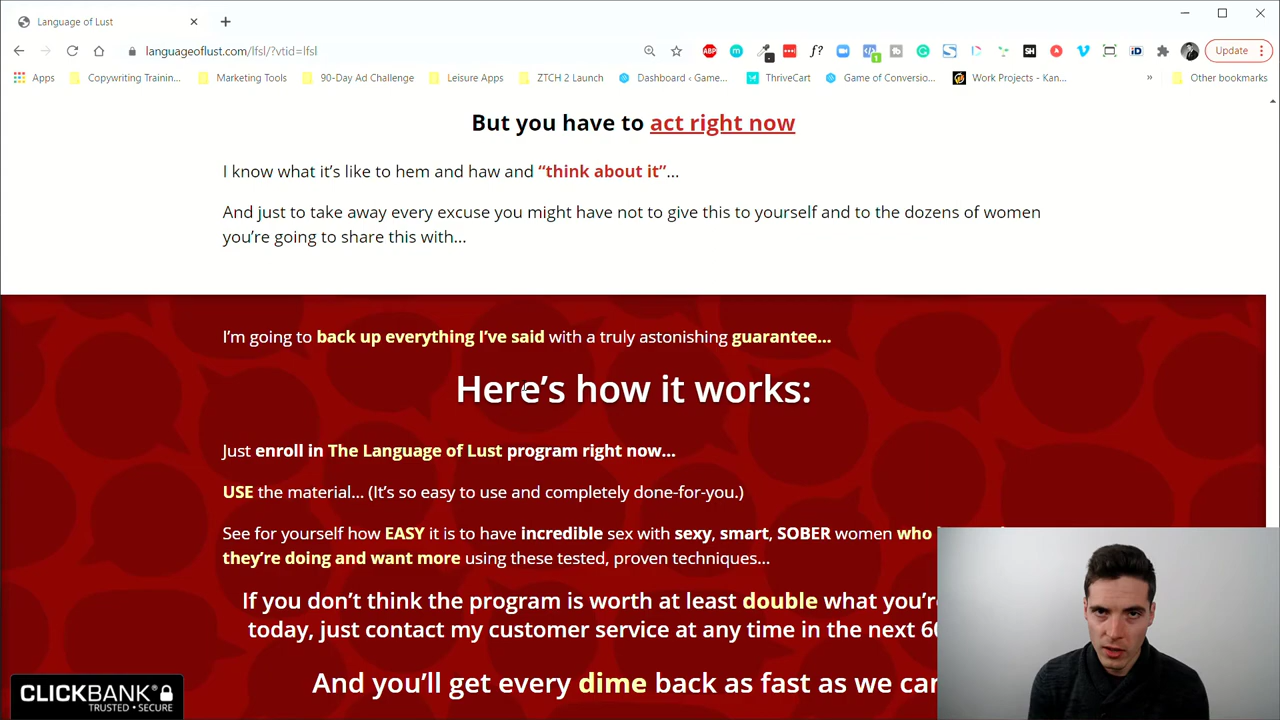 Language of Lust
languageoflust.com/lfsl/?vtid=lfsl
ABP
m
f?
SH
iD
Update
1
Apps
Copywriting Trainin...
Marketing Tools
90-Day Ad Challenge
Leisure Apps
ZTCH 2 Launch
Dashboard ‹ Game...
ThriveCart
Game of Conversio...
Work Projects - Kan...
»
Other bookmarks
But you have to act right now
I know what it's like to hem and haw and “think about it”...
And just to take away every excuse you might have not to give this to yourself and to the dozens of women
you're going to share this with...
I'm going to back up everything I've said with a truly astonishing guarantee...
Here's how it works:
Just enroll in The Language of Lust program right now...
USE the material... (It's so easy to use and completely done-for-you.)
See for yourself how EASY it is to have incredible sex with sexy, smart, SOBER women who
they're doing and want more using these tested, proven techniques...
If you don't think the program is worth at least double what you're
today, just contact my customer service at any time in the next 60
And you'll get every dime back as fast as we can
CLICKBANK®
TRUSTED • SECURE